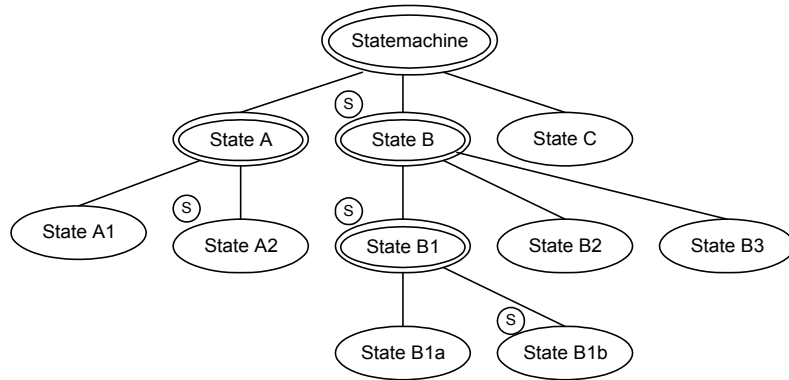 Statemachine
S
State A
State B
State C
S
S
State A1
State A2
State B1
State B2
State B3
S
State B1a
State B1b